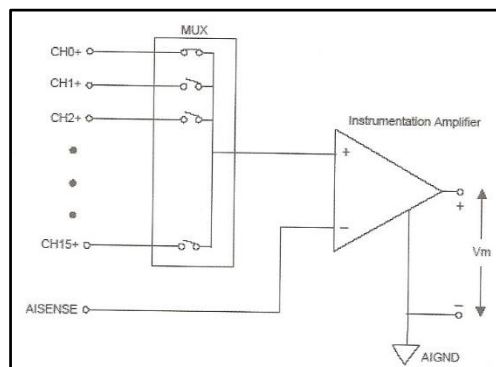 MUX
CH0+
CH1+
CH2+
Instrumentation Amplifier
+
−
+
Vm
−
CH15+
AISENSE
AIGND